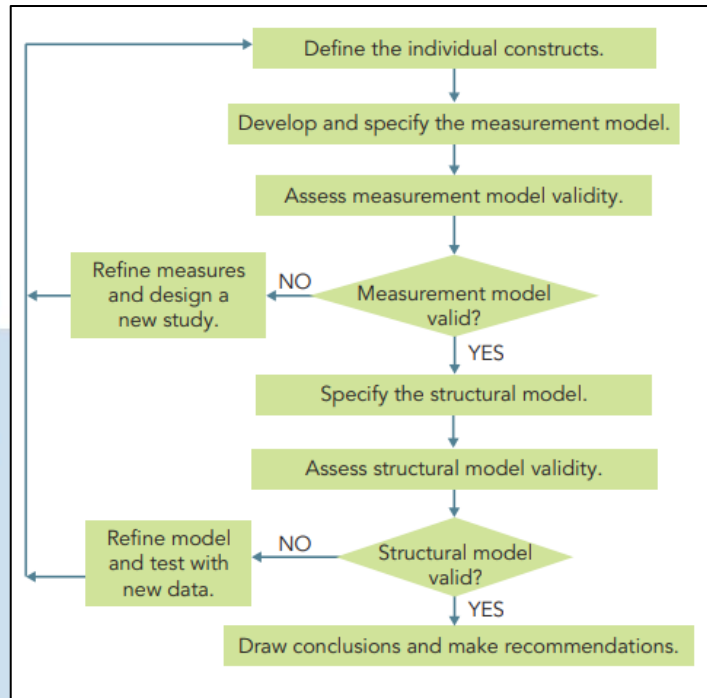 Define the individual constructs.
Develop and specify the measurement model.
Assess measurement model validity.
Refine measures
and design a
new study.
NO
Measurement model
valid?
YES
Specify the structural model.
Assess structural model validity.
Refine model
and test with
new data.
NO
Structural model
valid?
YES
Draw conclusions and make recommendations.